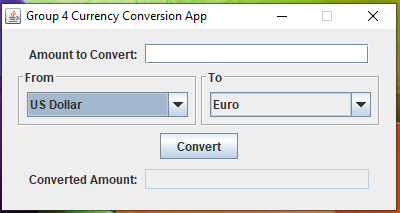 Group 4 Currency Conversion App
Amount to Convert:
From
To
US Dollar
Euro
Convert
Converted Amount: